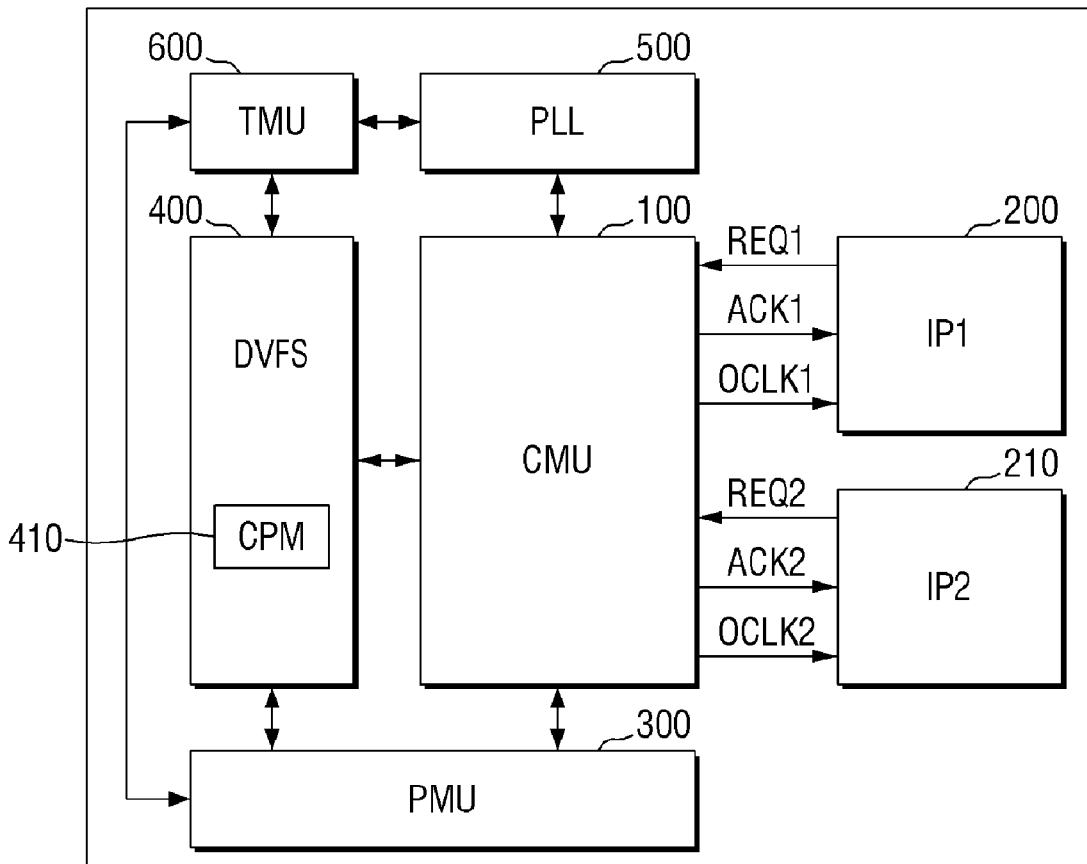 600
500
TMU
PLL
400
100
200
REQ1
ACK1
OCLK1
IP1
DVFS
CMU
410
CPM
210
REQ2
ACK2
OCLK2
IP2
300
PMU